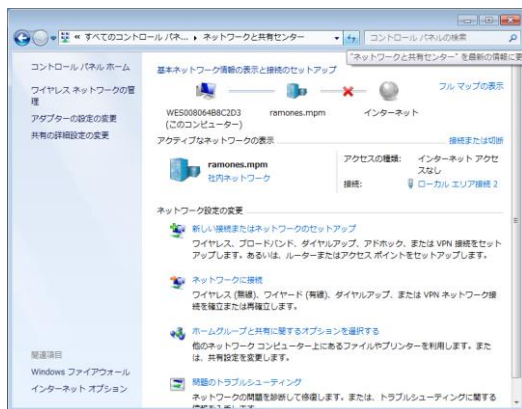 « すべてのコントロール パネ... ▸ ネットワークと共有センター
コントロール パネルの検索
"ネットワークと共有センター" を最新の情報に更
コントロール パネル ホーム
ワイヤレス ネットワークの管
理
アダプターの設定の変更
共有の詳細設定の変更
基本ネットワーク情報の表示と接続のセットアップ
フル マップの表示
WES008064B8C2D3
(このコンピューター)
ramones.mpm
インターネット
アクティブなネットワークの表示
接続または切断
ramones.mpm
社内ネットワーク
アクセスの種類:
インターネット アクセ
スなし
接続:
ローカル エリア接続 2
ネットワーク設定の変更
新しい接続またはネットワークのセットアップ
ワイヤレス、ブロードバンド、ダイヤルアップ、アドホック、または VPN 接続をセット
アップします。あるいは、ルーターまたはアクセス ポイントをセットアップします。
ネットワークに接続
ワイヤレス (無線)、ワイヤード (有線)、ダイヤルアップ、または VPN ネットワーク接
続を確立または再確立します。
ホームグループと共有に関するオプションを選択する
他のネットワーク コンピューター上にあるファイルやプリンターを利用します。また
は、共有設定を変更します。
問題のトラブルシューティング
ネットワークの問題を診断して修復します。または、トラブルシューティングに関する
関連項目
Windows ファイアウォール
インターネット オプション